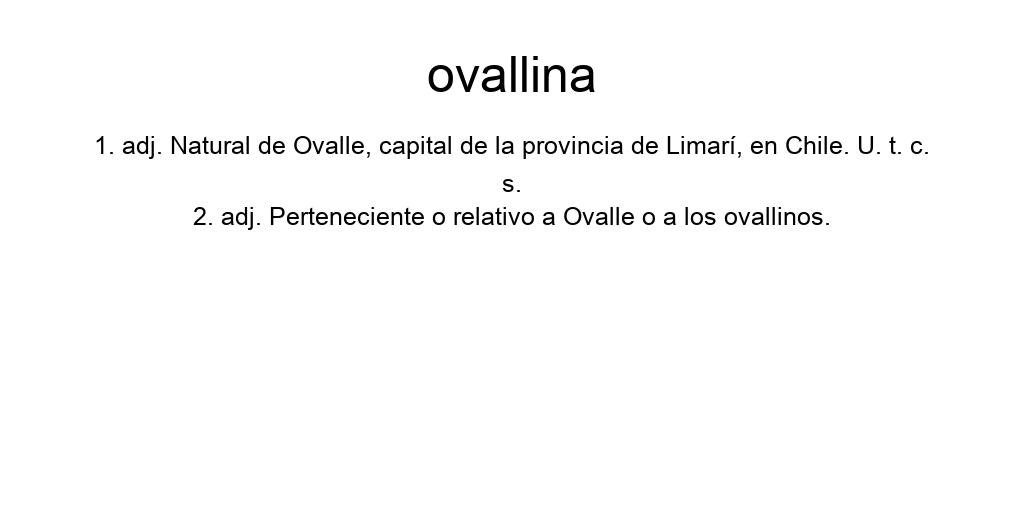 ovallina
1. adj. Natural de Ovalle, capital de la provincia de Limarí, en Chile. U. t. c.
s.
2. adj. Perteneciente o relativo a Ovalle o a los ovallinos.